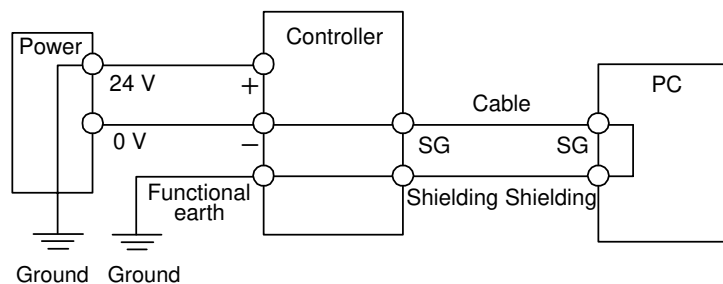 Power
Controller
PC
24 V
+
Cable
0 V
−
SG
SG
Functional
earth
Shielding Shielding
Ground
Ground